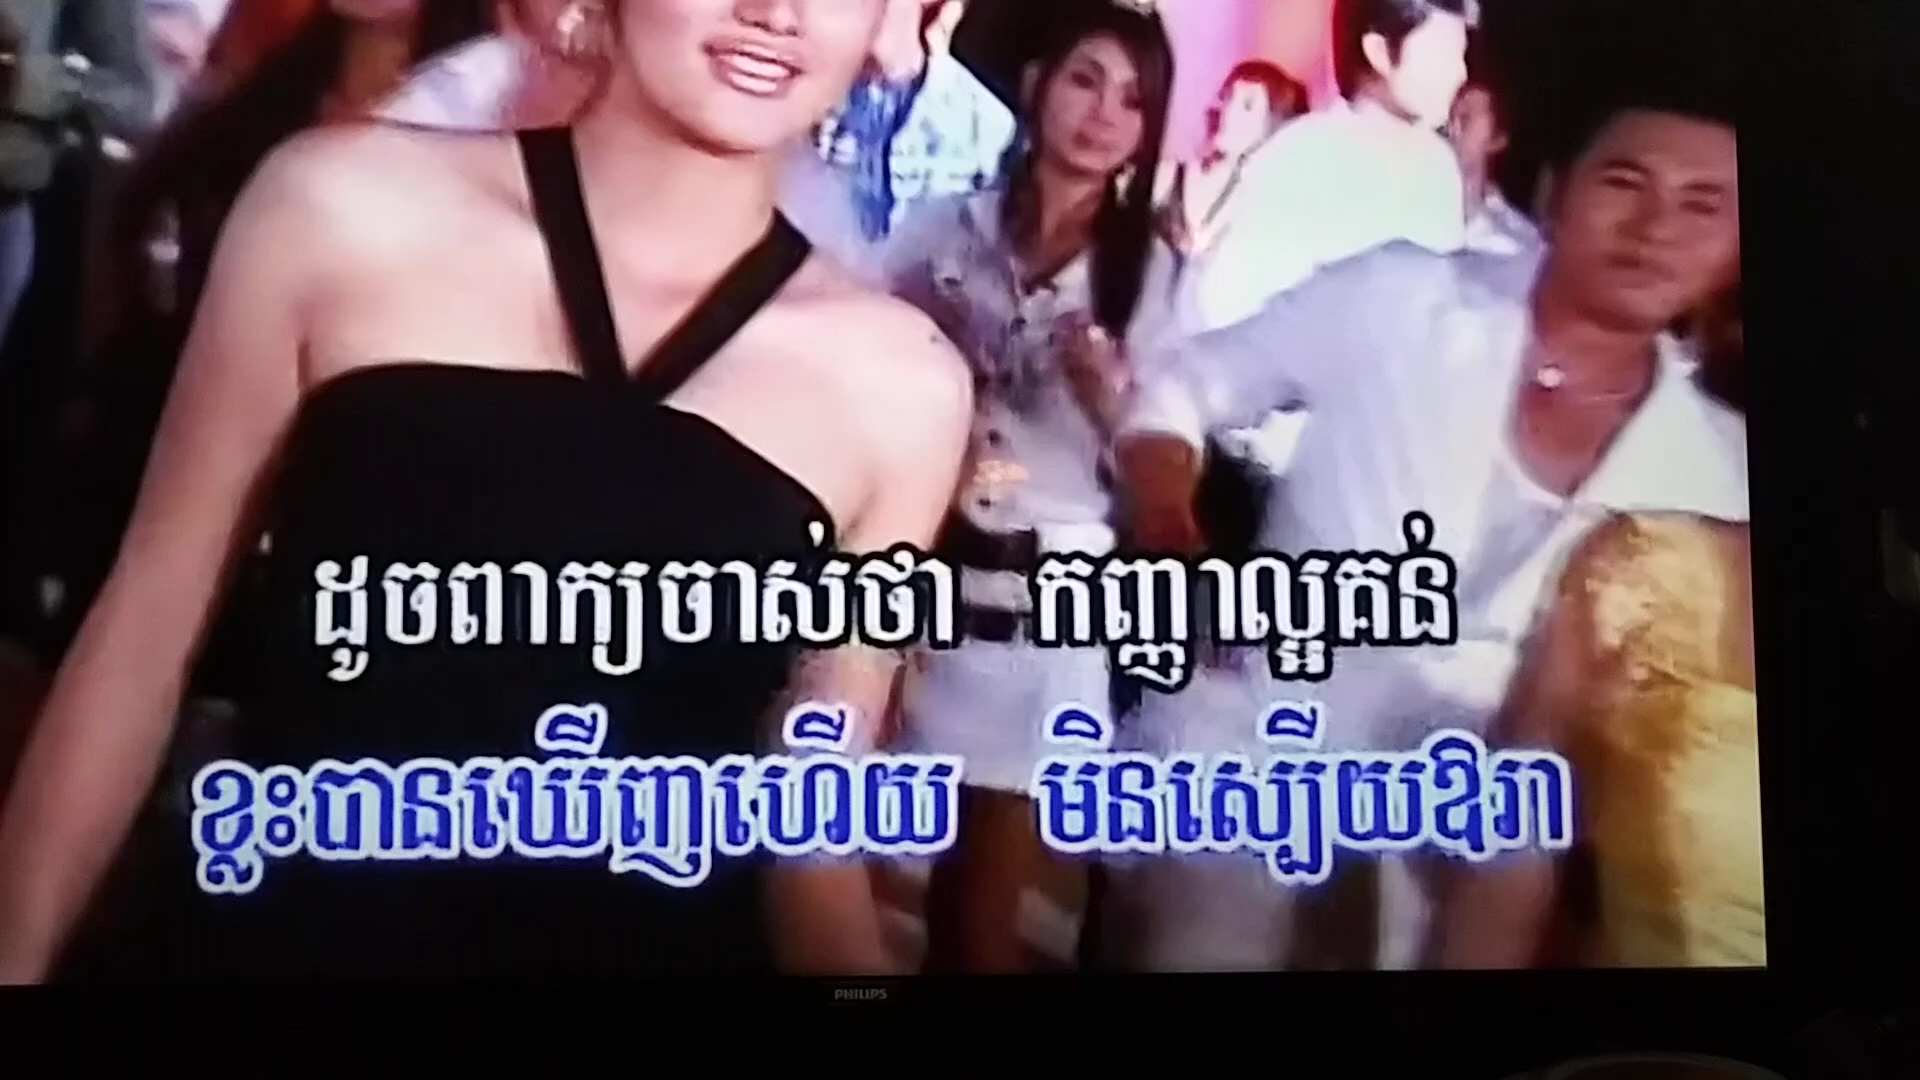 ដូចពាក្យចាស់ថា កញ្ញាល្អគន់
ខ្លះបានឃើញហើយ មិនស្បើយឱរា
PHILIPS